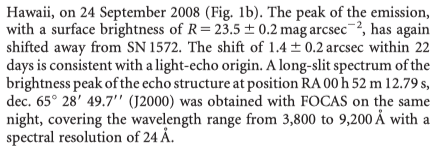 Hawaii, on 24 September 2008 (Fig. 1b). The peak of the emission,
with a surface brightness of R = 23.5 ± 0.2 mag arcsec⁻², has again
shifted away from SN 1572. The shift of 1.4 ± 0.2 arcsec within 22
days is consistent with a light-echo origin. A long-slit spectrum of the
brightness peak of the echo structure at position RA 00 h 52 m 12.79 s,
dec. 65° 28′ 49.7′′ (J2000) was obtained with FOCAS on the same
night, covering the wavelength range from 3,800 to 9,200 Å with a
spectral resolution of 24 Å.